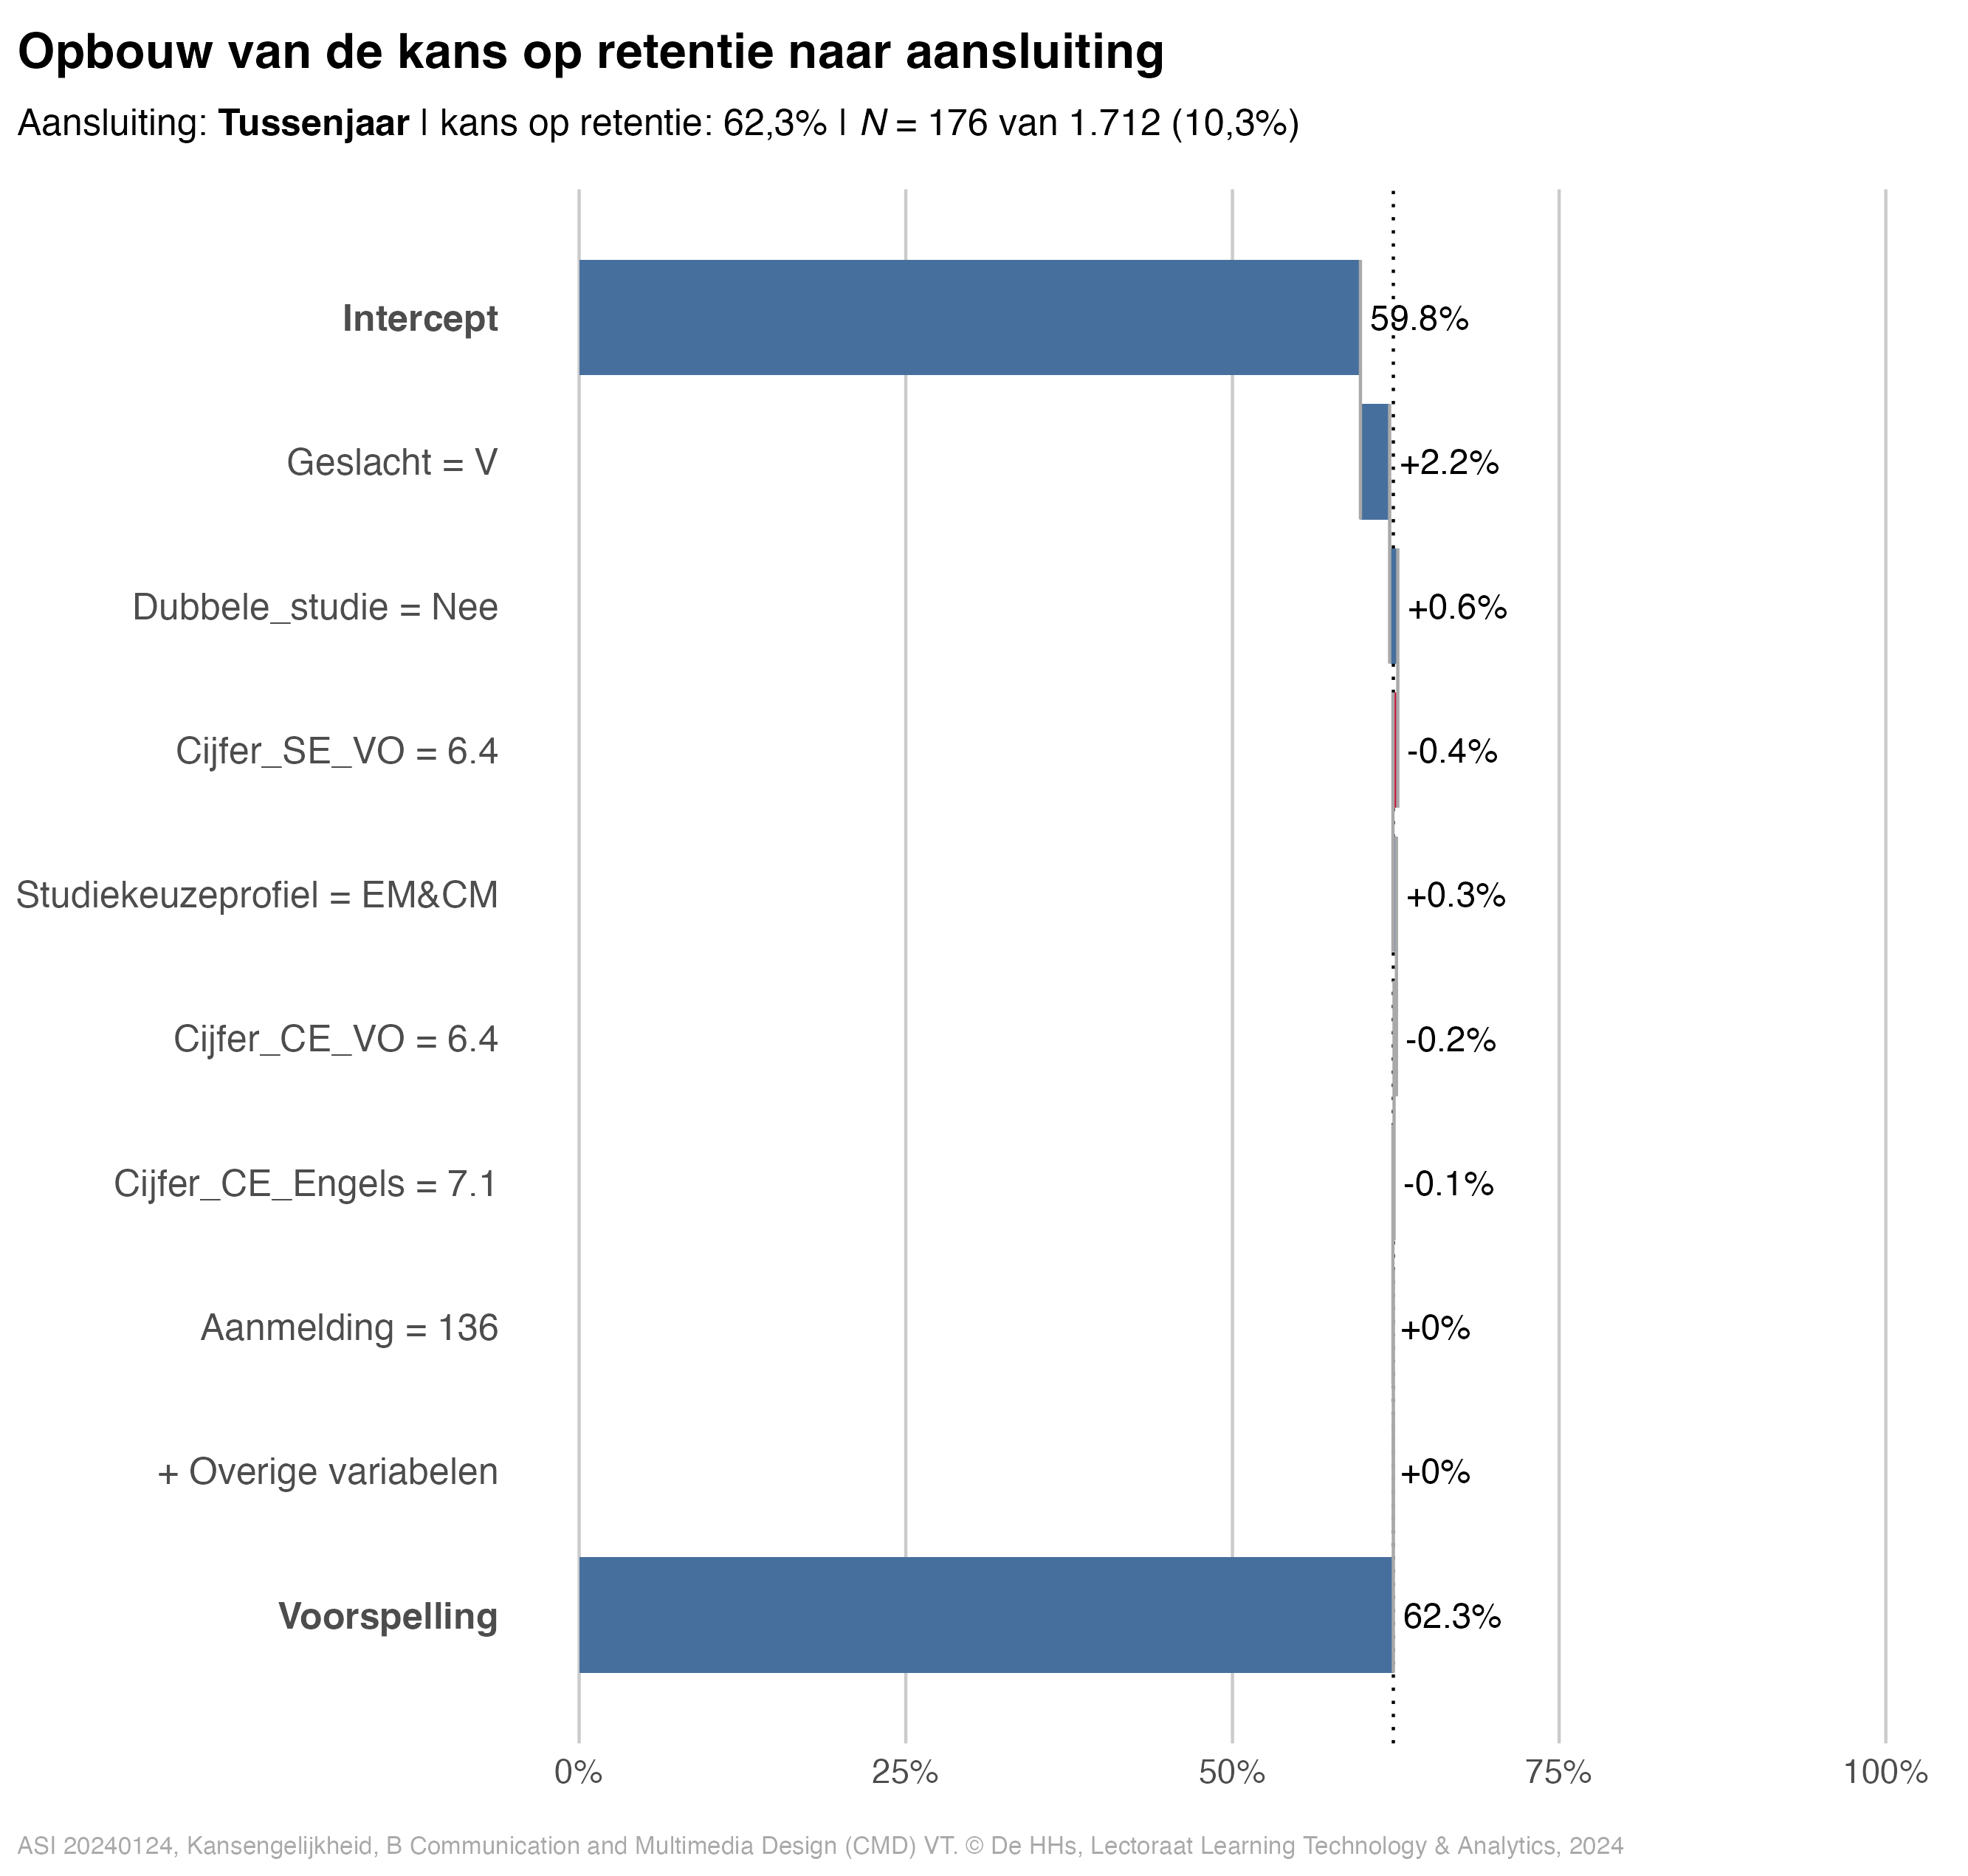 Opbouw van de kans op retentie naar aansluiting
Aansluiting: Tussenjaar | kans op retentie: 62,3% | N = 176 van 1.712 (10,3%)
Intercept 59.8%
Geslacht = V +2.2%
Dubbele_studie = Nee +0.6%
Cijfer_SE_VO = 6.4 -0.4%
Studiekeuzeprofiel = EM&CM +0.3%
Cijfer_CE_VO = 6.4 -0.2%
Cijfer_CE_Engels = 7.1 -0.1%
Aanmelding = 136 +0%
+ Overige variabelen +0%
Voorspelling 62.3%
0% 25% 50% 75% 100%
ASI 20240124, Kansengelijkheid, B Communication and Multimedia Design (CMD) VT. © De HHs, Lectoraat Learning Technology & Analytics, 2024